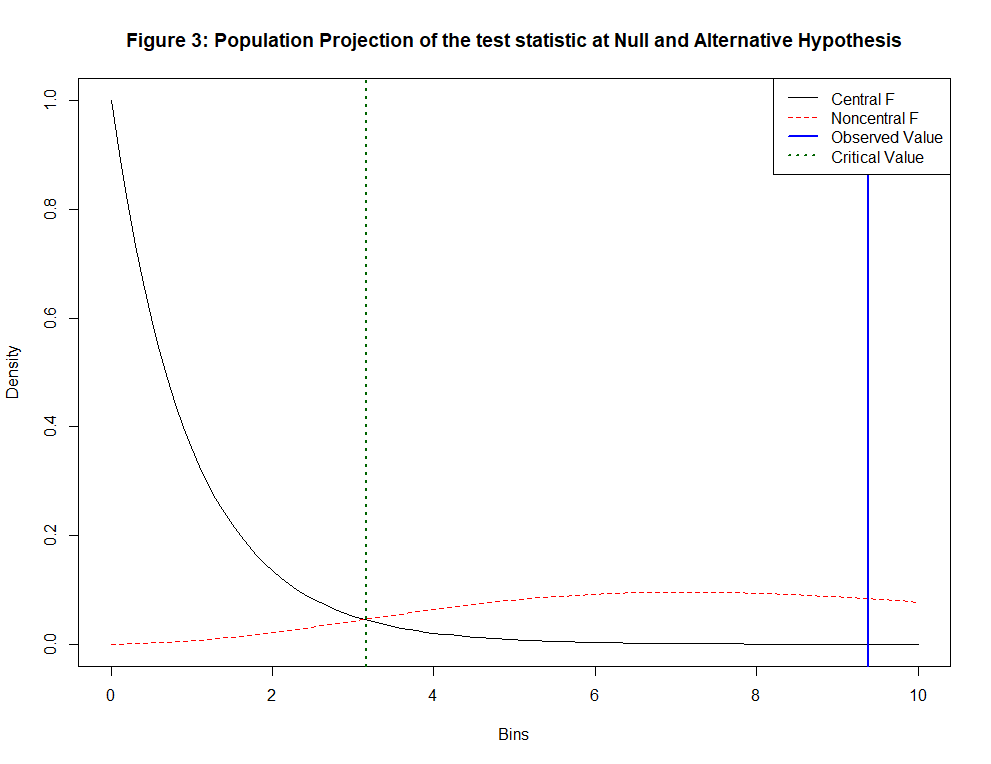 Figure 3: Population Projection of the test statistic at Null and Alternative Hypothesis
Central F
Noncentral F
Observed Value
Critical Value
Density
1.0
0.8
0.6
0.4
0.2
0.0
0 2 4 6 8 10
Bins